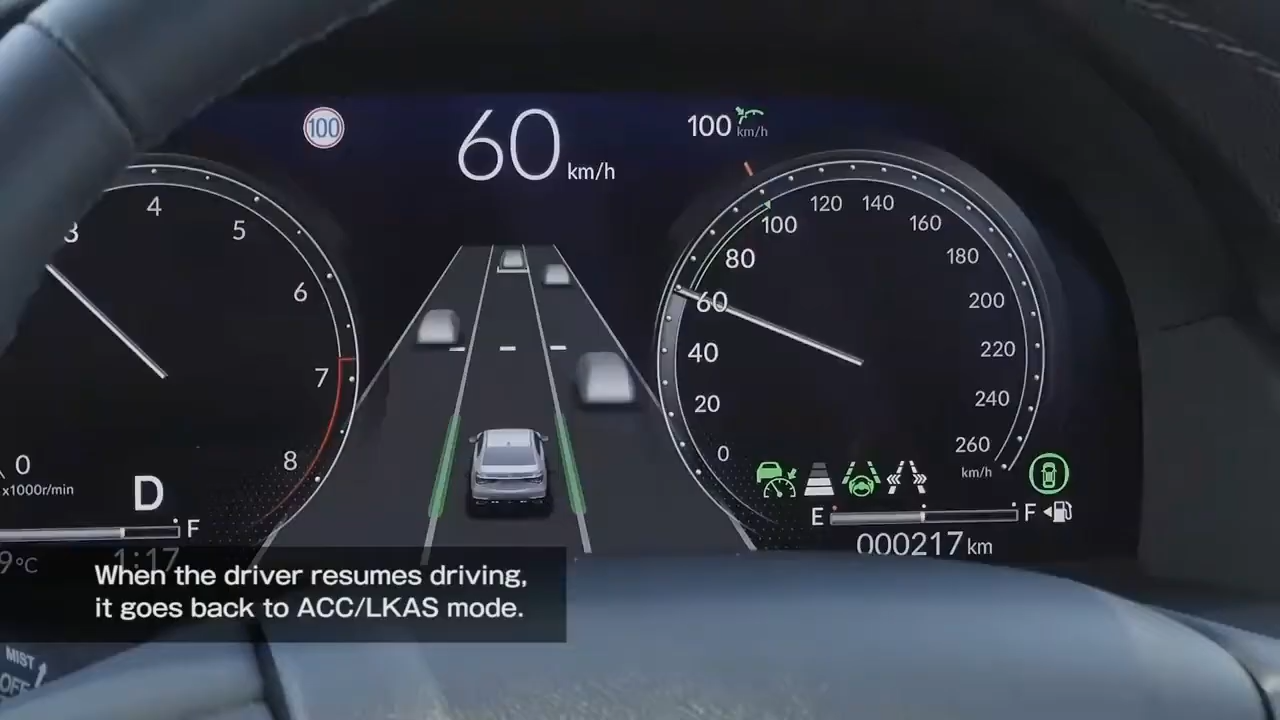 100
60 km/h
100 km/h
3
4
5
6
7
8
0
x1000r/min
D
F
9°C
1:17
0
20
40
60
80
100
120
140
160
180
200
220
240
260
km/h
E
F
000217 km
When the driver resumes driving,
it goes back to ACC/LKAS mode.
MIST
OFF